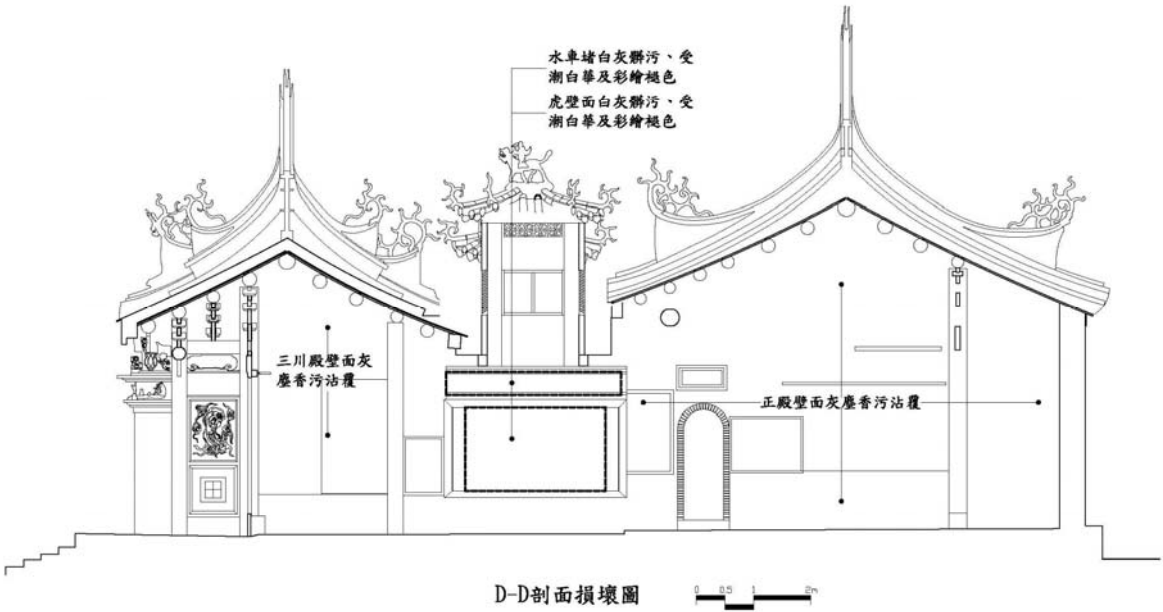 水車堵白灰髒污、受
潮白華及彩繪褪色
虎壁面白灰髒污、受
潮白華及彩繪褪色
三川殿壁面灰
塵香污沾覆
正殿壁面灰塵香污沾覆
D-D剖面損壞圖
0 0.5 1 2m